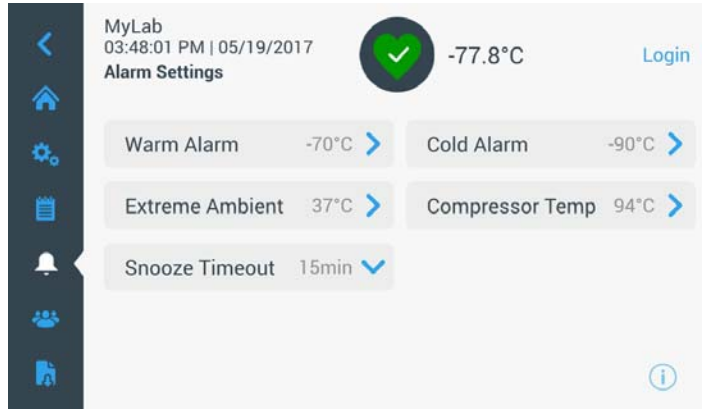 MyLab
03:48:01 PM | 05/19/2017
Alarm Settings
-77.8°C
Login
Warm Alarm -70°C
Cold Alarm -90°C
Extreme Ambient 37°C
Compressor Temp 94°C
Snooze Timeout 15min